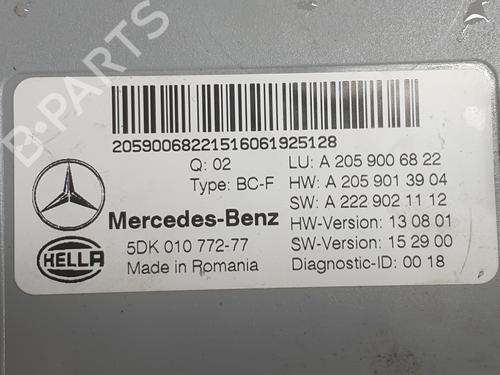 B-PARTS
20590068221516061925128
Q: 02
Type: BC-F
LU: A 205 900 68 22
HW: A 205 901 39 04
SW: A 222 902 11 12
HW-Version: 13 08 01
SW-Version: 15 29 00
Diagnostic-ID: 00 18
Mercedes-Benz
5DK 010 772-77
Made in Romania
HELLA